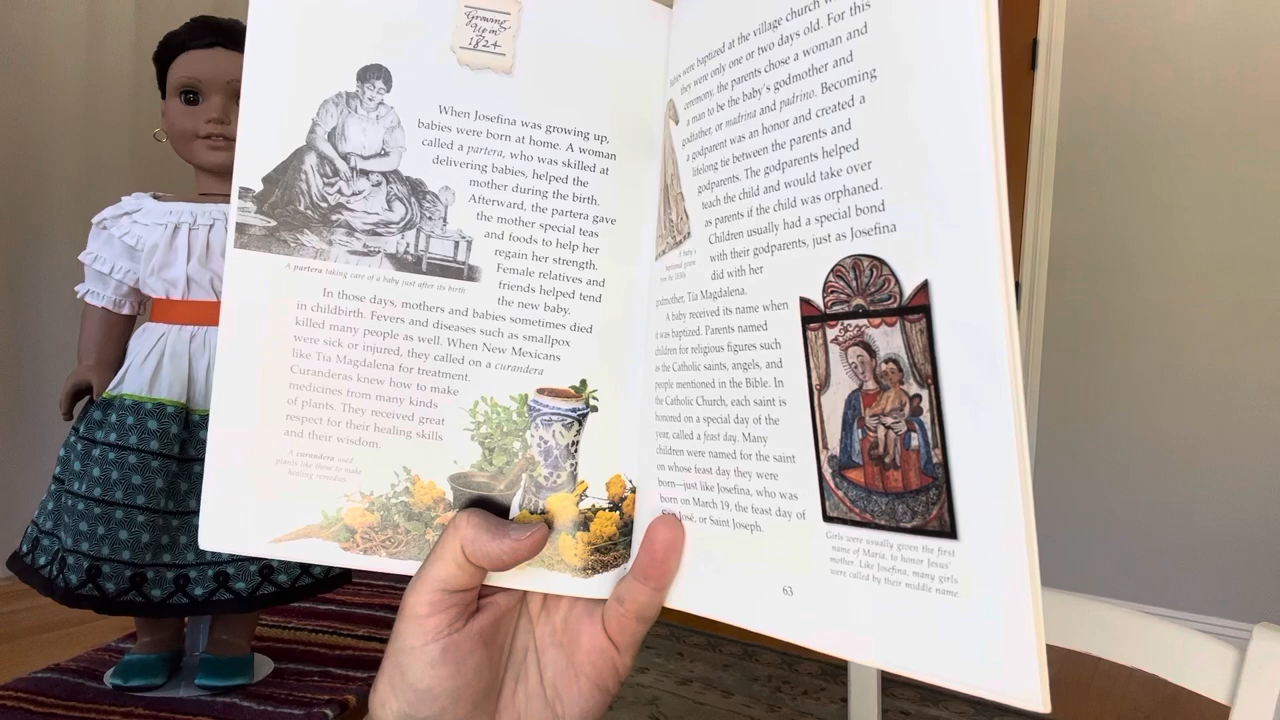 Growing
Up in
1824
When Josefina was growing up,
babies were born at home. A woman
called a partera, who was skilled at
delivering babies, helped the
mother during the birth.
Afterward, the partera gave
the mother special teas
and foods to help her
regain her strength.
Female relatives and
friends helped tend
the new baby.
A partera taking care of a baby just after its birth
In those days, mothers and babies sometimes died
in childbirth. Fevers and diseases such as smallpox
killed many people as well. When New Mexicans
were sick or injured, they called on a curandera
like Tía Magdalena for treatment.
Curanderas knew how to make
medicines from many kinds
of plants. They received great
respect for their healing skills
and their wisdom.
A curandera used
plants like these to make
healing remedies.
were baptized at the village church
they were only one or two days old. For this
ceremony, the parents chose a woman and
a man to be the baby's godmother and
godfather, or madrina and padrino. Becoming
a godparent was an honor and created a
lifelong tie between the parents and
godparents. The godparents helped
teach the child and would take over
as parents if the child was orphaned.
Children usually had a special bond
with their godparents, just as Josefina
did with her
godmother, Tía Magdalena.
A baby's
baptismal gown
from the 1830s
A baby received its name when
it was baptized. Parents named
children for religious figures such
as the Catholic saints, angels, and
people mentioned in the Bible. In
the Catholic Church, each saint is
honored on a special day of the
year, called a feast day. Many
children were named for the saint
on whose feast day they were
born—just like Josefina, who was
born on March 19, the feast day of
San José, or Saint Joseph.
Girls were usually given the first
name of María, to honor Jesus'
mother. Like Josefina, many girls
were called by their middle name.
63